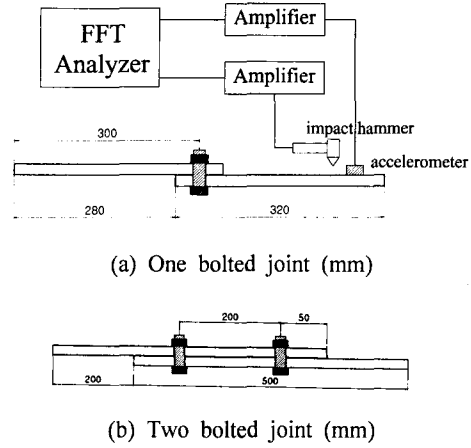 FFT
Analyzer
Amplifier
Amplifier
impact hammer
accelerometer
300
280
320
(a) One bolted joint (mm)
200
50
200
500
(b) Two bolted joint (mm)